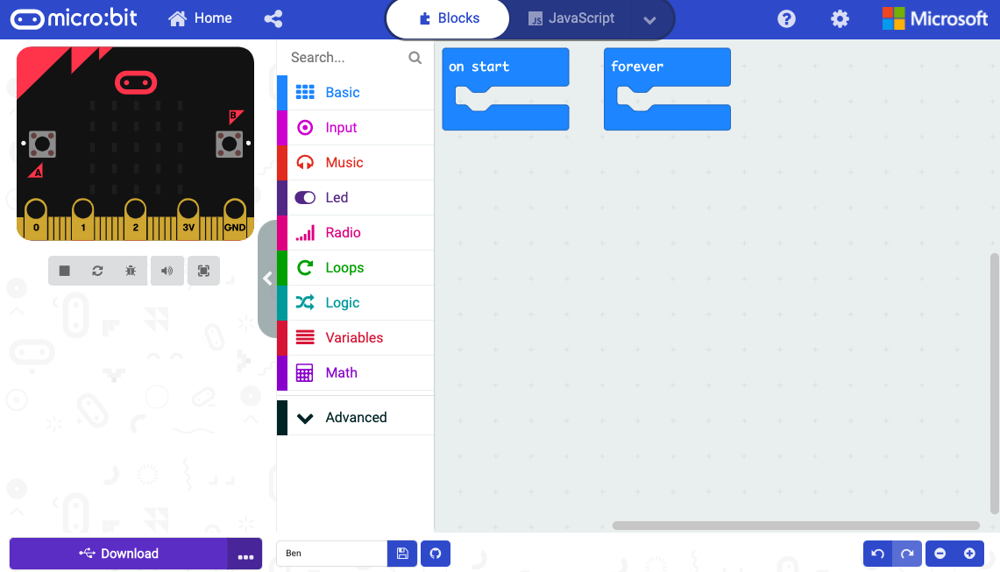 micro:bit Home Blocks JS JavaScript ? Microsoft
Search...
Basic
Input
Music
Led
Radio
Loops
Logic
Variables
Math
Advanced
on start
forever
B
A
0 1 2 3V GND
Download
Ben